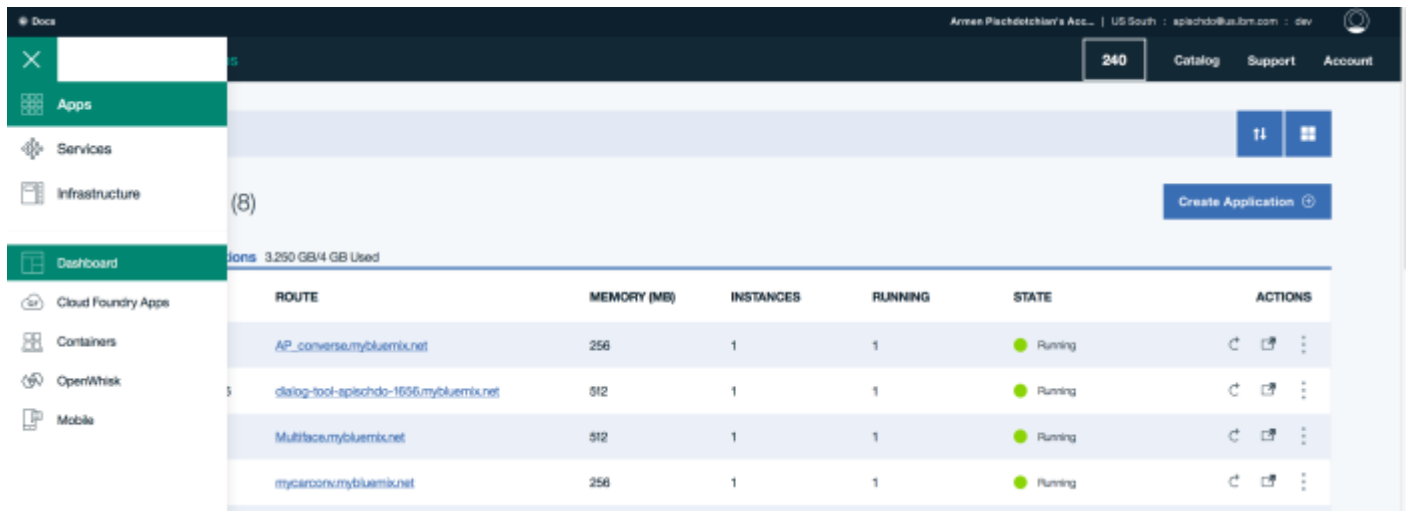 Docs
Armen Pischdotchian's Acc... | US South : apischdo@us.ibm.com : dev
240 Catalog Support Account
Apps
Services
Infrastructure
(8)
Create Application
Dashboard
3.250 GB/4 GB Used
ROUTE MEMORY (MB) INSTANCES RUNNING STATE ACTIONS
Cloud Foundry Apps
Containers
AP_converse.mybluemix.net 256 1 1 Running
OpenWhisk
dialog-tool-apischdo-1656.mybluemix.net 512 1 1 Running
Mobile
Multiface.mybluemix.net 512 1 1 Running
mycarconv.mybluemix.net 256 1 1 Running